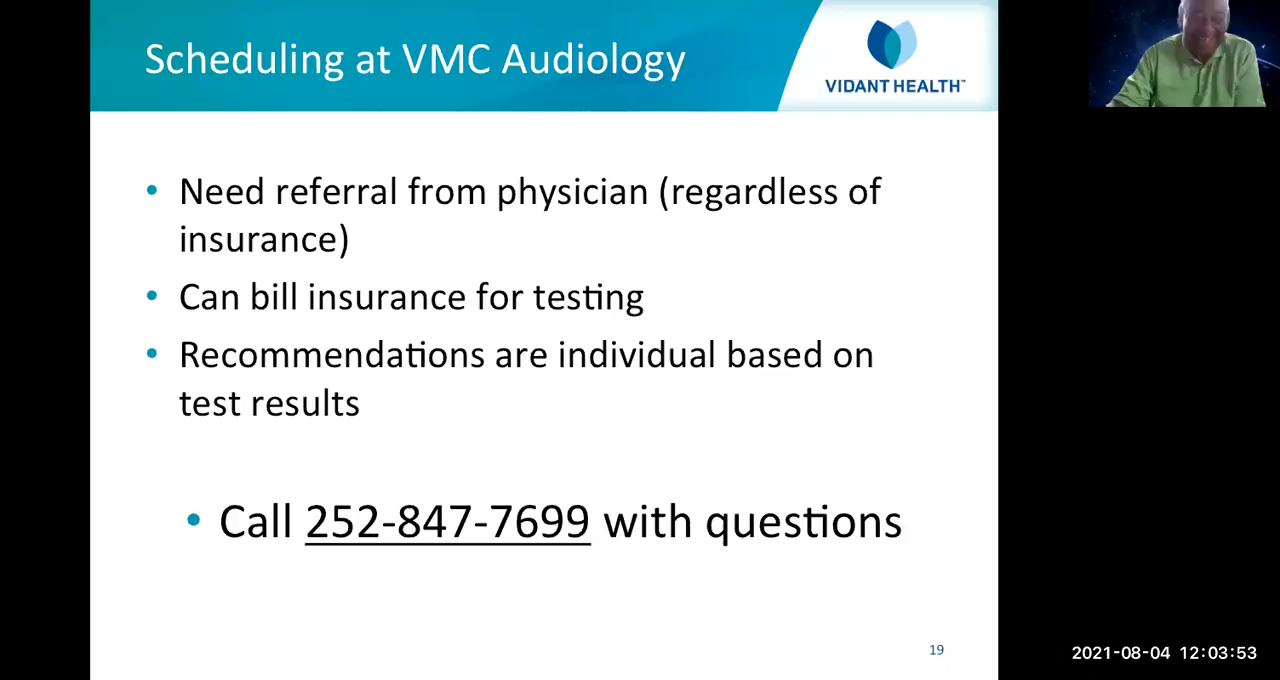 Scheduling at VMC Audiology
VIDANT HEALTH™
• Need referral from physician (regardless of
insurance)
• Can bill insurance for testing
• Recommendations are individual based on
test results
• Call 252-847-7699 with questions
19
2021-08-04 12:03:53